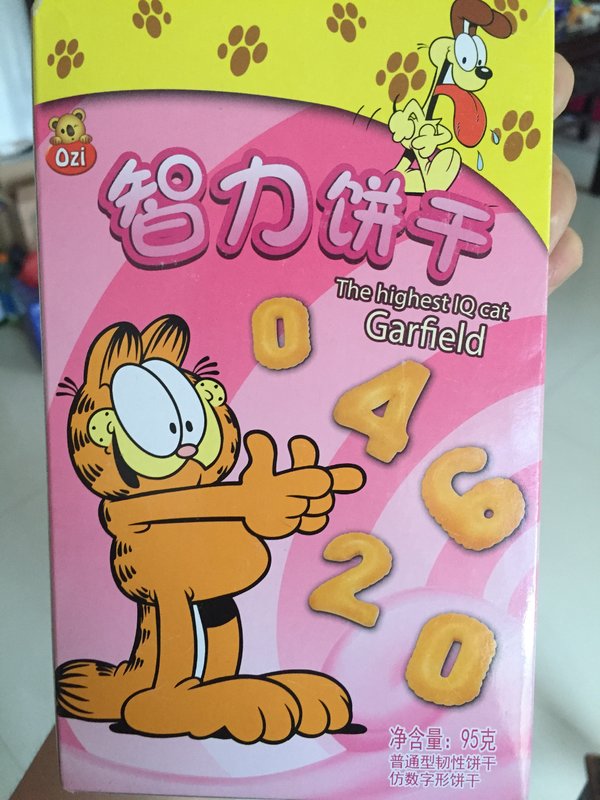 Ozi
智力饼干
The highest IQ cat
Garfield
0
4
6
2
0
净含量：95克
普通型韧性饼干
仿数字形饼干